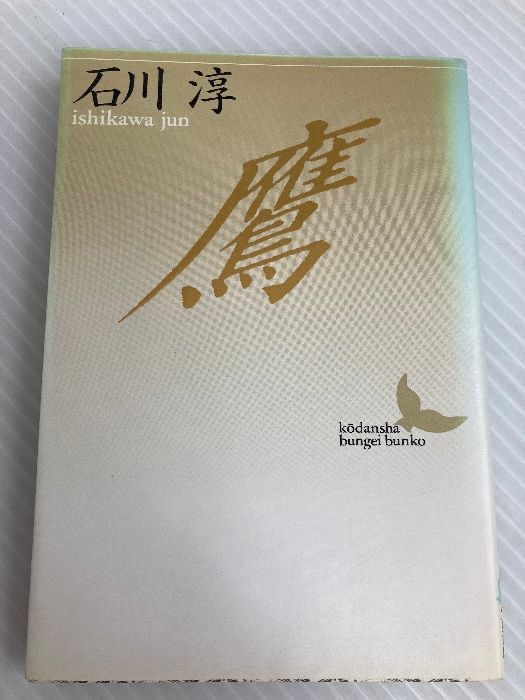 石川 淳
ishikawa jun
鷹
kōdansha
bungei bunko